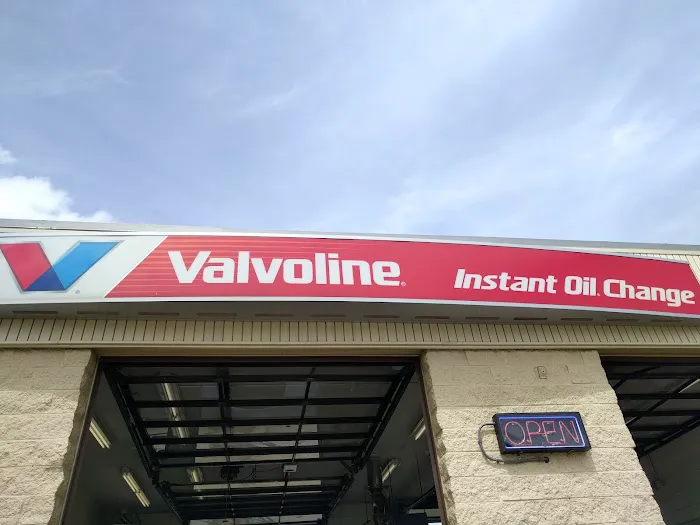 Valvoline
Instant Oil Change
OPEN